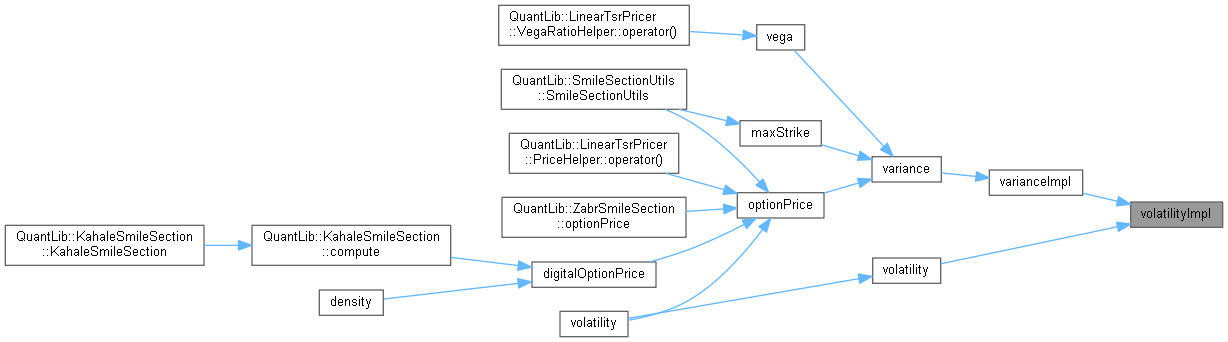 QuantLib::LinearTsrPricer
::VegaRatioHelper::operator()
vega
QuantLib::SmileSectionUtils
::SmileSectionUtils
maxStrike
QuantLib::LinearTsrPricer
::PriceHelper::operator()
variance
varianceImpl
QuantLib::ZabrSmileSection
::optionPrice
optionPrice
volatilityImpl
QuantLib::KahaleSmileSection
::KahaleSmileSection
QuantLib::KahaleSmileSection
::compute
digitalOptionPrice
volatility
density
volatility